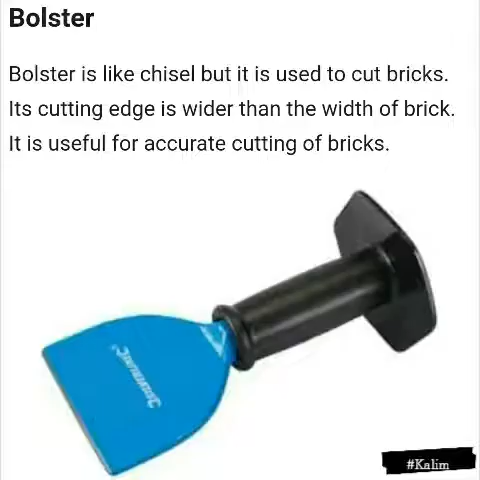 Bolster
Bolster is like chisel but it is used to cut bricks.
Its cutting edge is wider than the width of brick.
It is useful for accurate cutting of bricks.
SILVERLINE
#Kalim